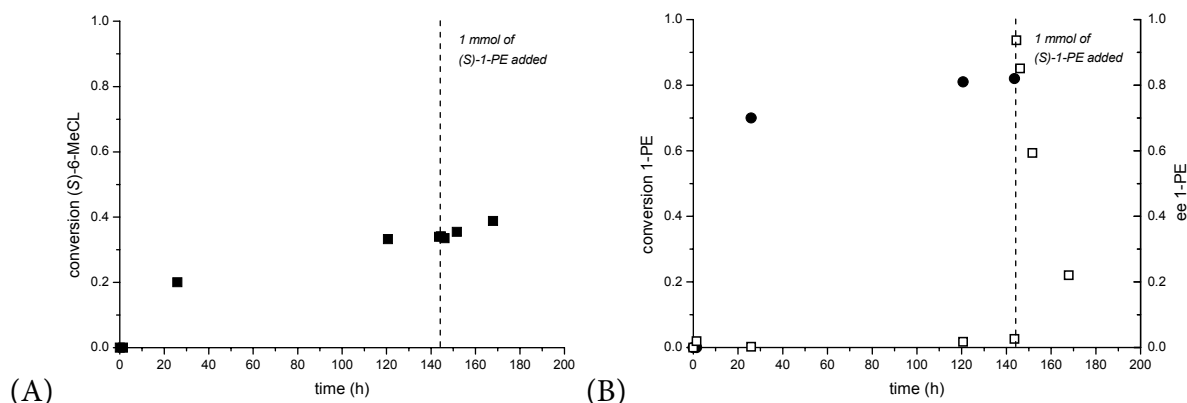 1.0
0.8
0.6
0.4
0.2
0.0
conversion (S)-6-MeCL
0 20 40 60 80 100 120 140 160 180 200
time (h)
1 mmol of
(S)-1-PE added
(A)
1.0
0.8
0.6
0.4
0.2
0.0
conversion 1-PE
0 20 40 60 80 100 120 140 160 180 200
time (h)
1 mmol of
(S)-1-PE added
1.0
0.8
0.6
0.4
0.2
0.0
ee 1-PE
(B)